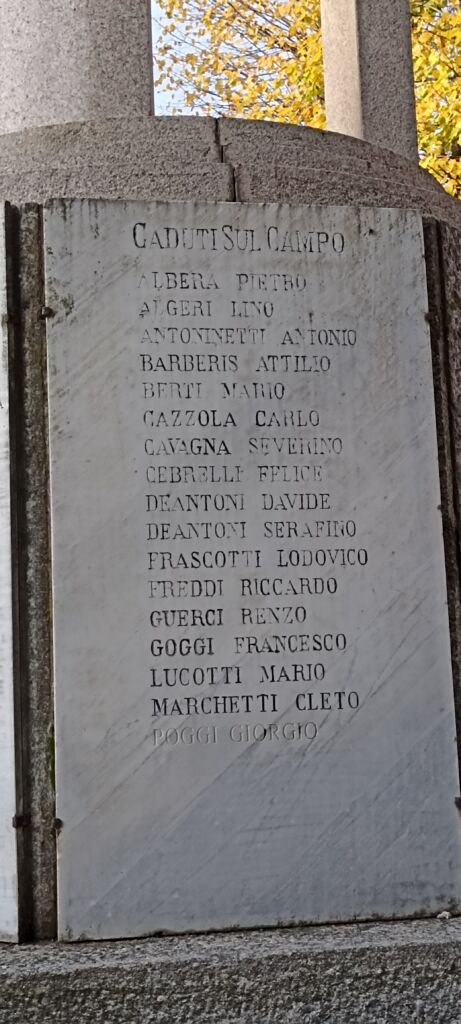 CADUTI SUL CAMPO
ALBERA PIETRO
ALGERI LINO
ANTONINETTI ANTONIO
BARBERIS ATTILIO
BERTI MARIO
CAZZOLA CARLO
CAVAGNA SEVERINO
CEBRELLI FELICE
DEANTONI DAVIDE
DEANTONI SERAFINO
FRASCOTTI LODOVICO
FREDDI RICCARDO
GUERCI RENZO
GOGGI FRANCESCO
LUCOTTI MARIO
MARCHETTI CLETO
POGGI GIORGIO